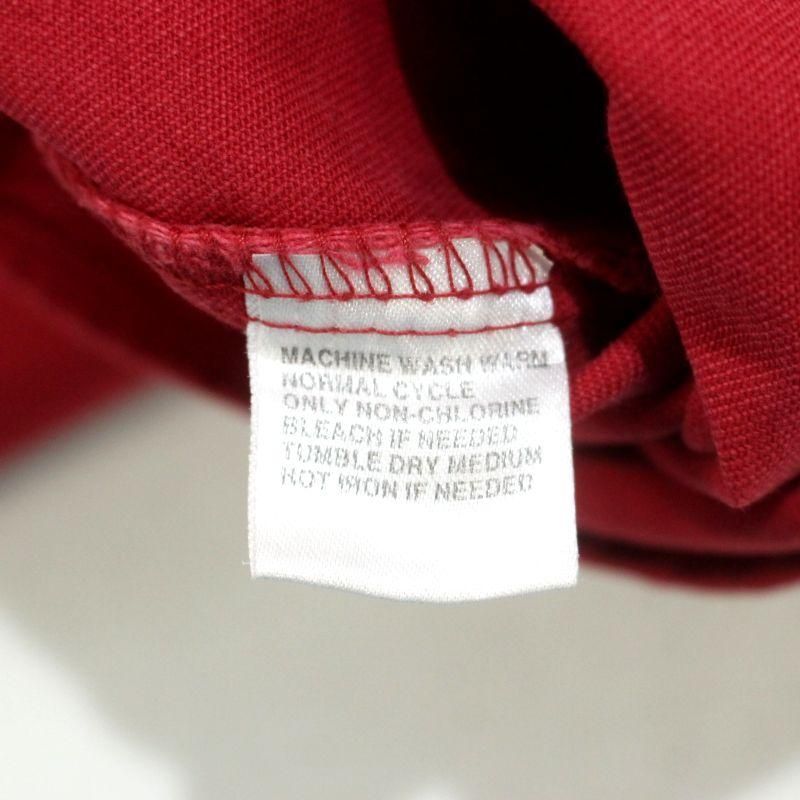 MACHINE WASH WARM
NORMAL CYCLE
ONLY NON-CHLORINE
BLEACH IF NEEDED
TUMBLE DRY MEDIUM
HOT IRON IF NEEDED